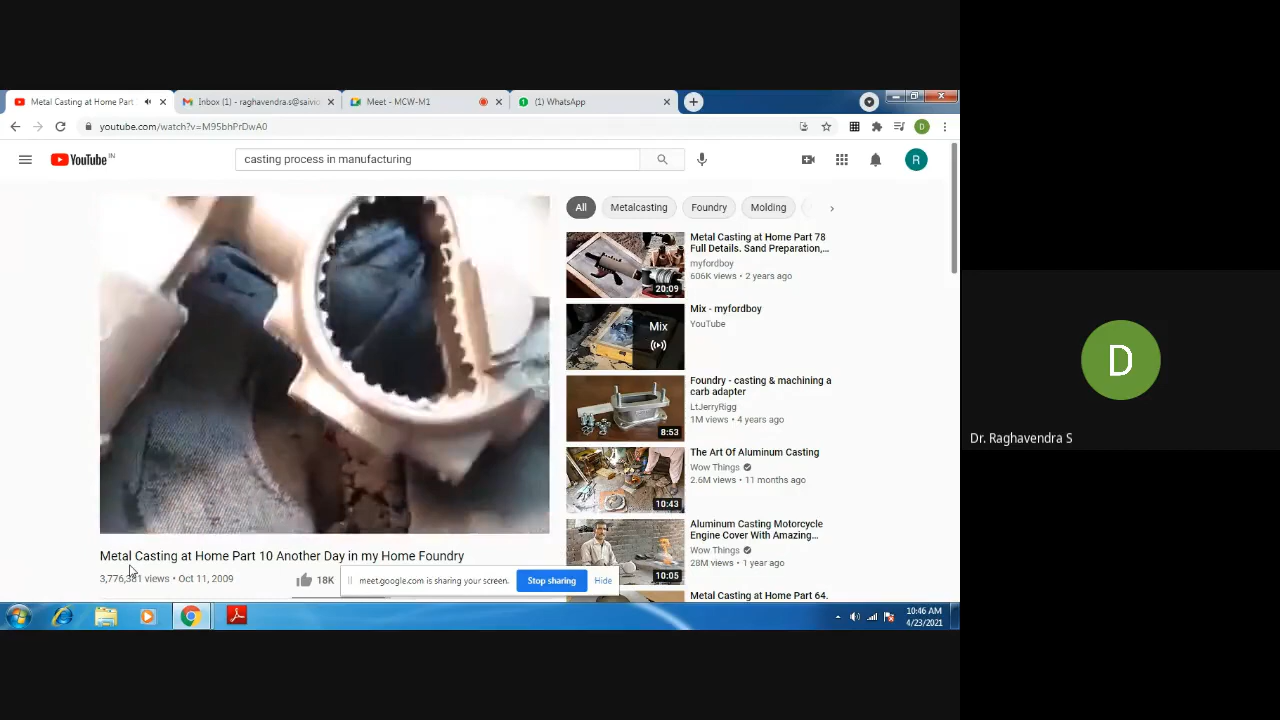 Metal Casting at Home Part
Inbox (1) - raghavendra.s@saivid
Meet - MCW-M1
(1) WhatsApp
youtube.com/watch?v=M95bhPrDwA0
YouTube IN
casting process in manufacturing
R
D
All
Metalcasting
Foundry
Molding
Metal Casting at Home Part 78
Full Details. Sand Preparation,...
myfordboy
606K views • 2 years ago
20:09
Mix
Mix - myfordboy
YouTube
Foundry - casting & machining a
carb adapter
LtJerryRigg
1M views • 4 years ago
8:53
The Art Of Aluminum Casting
Wow Things
2.6M views • 11 months ago
10:43
Aluminum Casting Motorcycle
Engine Cover With Amazing...
Wow Things
28M views • 1 year ago
10:05
Metal Casting at Home Part 64.
Metal Casting at Home Part 10 Another Day in my Home Foundry
views • Oct 11, 2009
18K
meet.google.com is sharing your screen.
Stop sharing
Hide
10:46 AM
4/23/2021
D
Dr. Raghavendra S